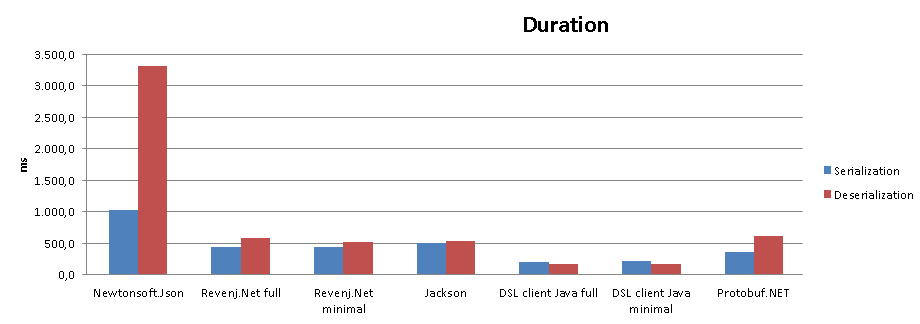 Duration
3.500,0
3.000,0
2.500,0
2.000,0
1.500,0
1.000,0
500,0
0,0
ms
Newtonsoft.Json
Revenj.Net full
Revenj.Net
minimal
Jackson
DSL client Java full
DSL client Java
minimal
Protobuf.NET
Serialization
Deserialization